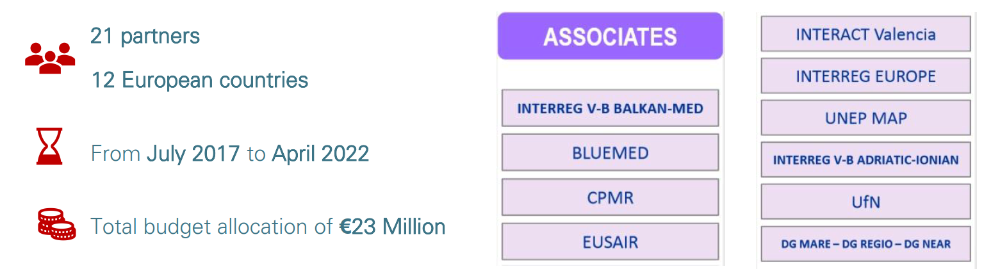 21 partners
12 European countries
From July 2017 to April 2022
Total budget allocation of €23 Million
ASSOCIATES
INTERREG V-B BALKAN-MED
BLUEMED
CPMR
EUSAIR
INTERACT Valencia
INTERREG EUROPE
UNEP MAP
INTERREG V-B ADRIATIC-IONIAN
UfN
DG MARE – DG REGIO – DG NEAR